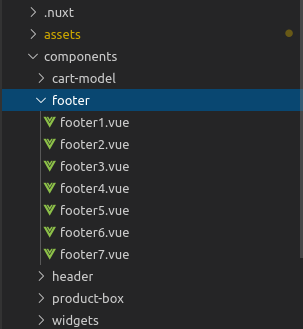 .nuxt
assets
components
cart-model
footer
footer1.vue
footer2.vue
footer3.vue
footer4.vue
footer5.vue
footer6.vue
footer7.vue
header
product-box
widgets